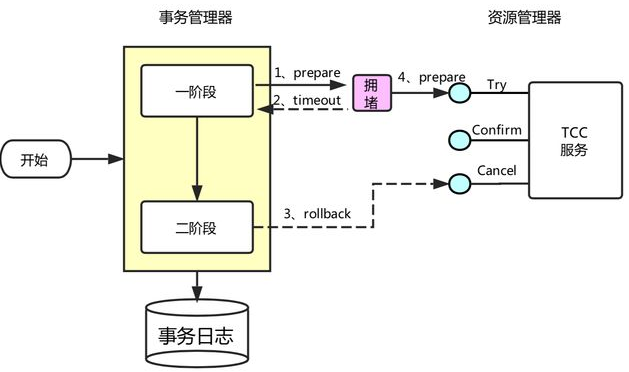 事务管理器
资源管理器
1、prepare
4、prepare
Try
一阶段
拥
堵
2、timeout
Confirm
TCC
服务
开始
Cancel
二阶段
3、rollback
事务日志